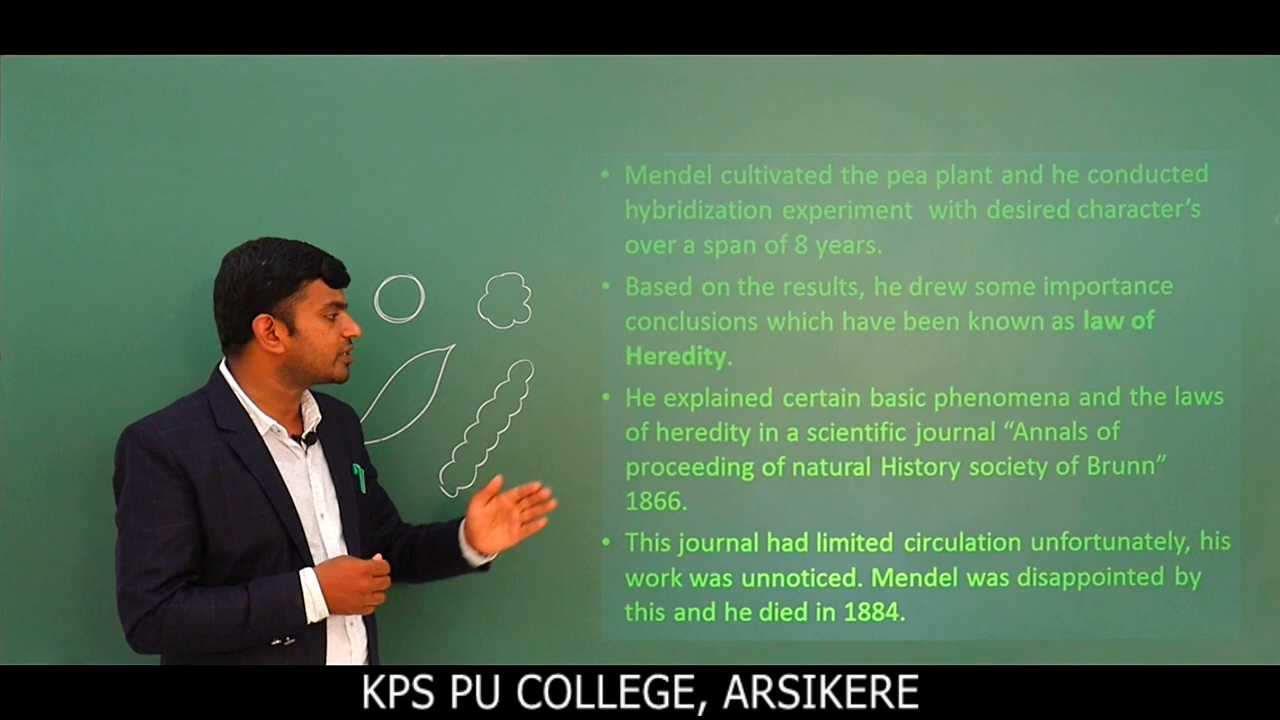 • Mendel cultivated the pea plant and he conducted
hybridization experiment with desired character's
over a span of 8 years.
• Based on the results, he drew some importance
conclusions which have been known as law of
Heredity.
• He explained certain basic phenomena and the laws
of heredity in a scientific journal “Annals of
proceeding of natural History society of Brunn”
1866.
• This journal had limited circulation unfortunately, his
work was unnoticed. Mendel was disappointed by
this and he died in 1884.
KPS PU COLLEGE, ARSIKERE